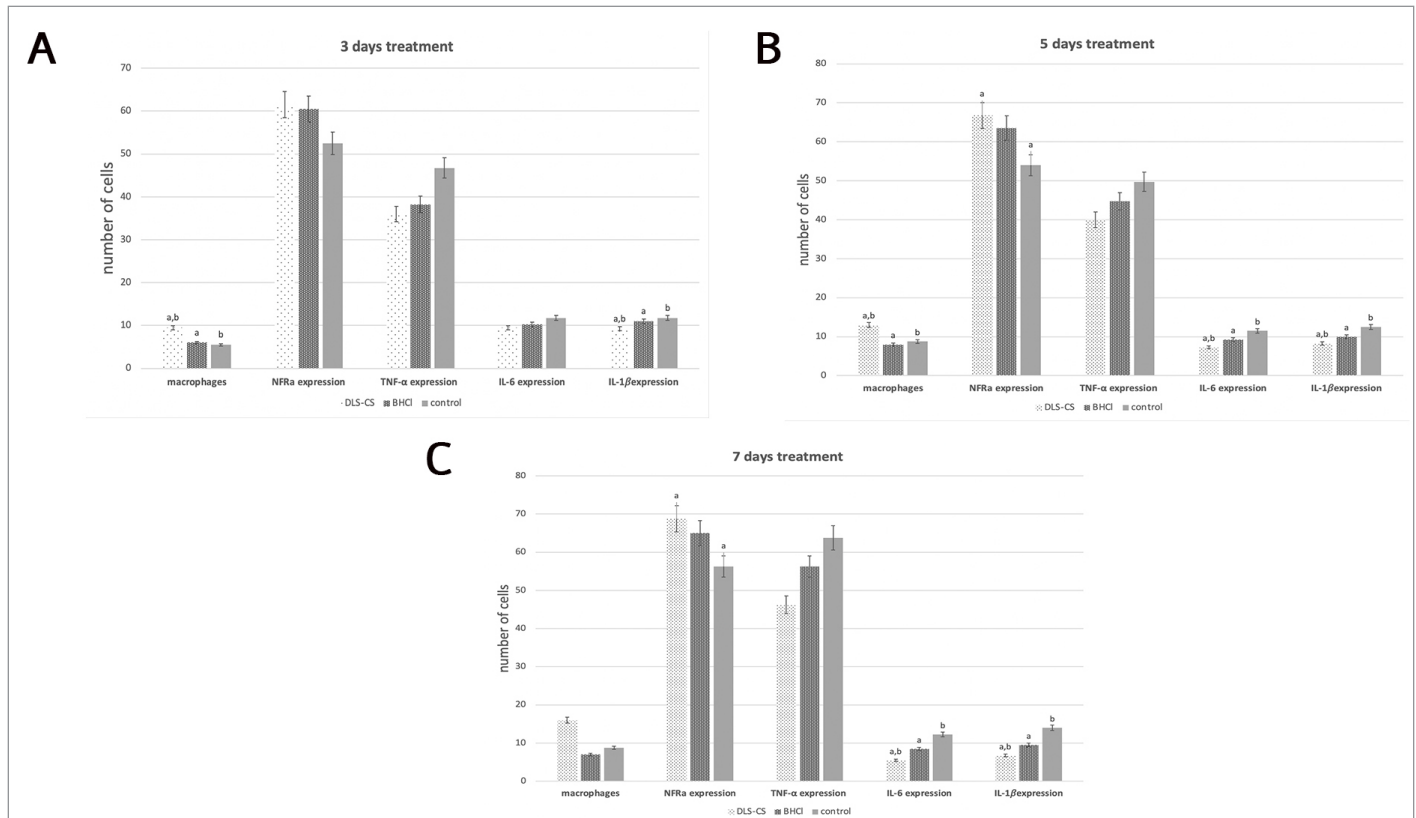 A
3 days treatment
70
60
50
40
30
20
10
0
number of cells
a,b
a
b
a,b
a
b
macrophages NFRa expression TNF-α expression IL-6 expression IL-1βexpression
DLS-CS BHCl control
B
5 days treatment
80
70
60
50
40
30
20
10
0
number of cells
a,b
a
b
a
a
a,b
a
b
a,b
a
b
macrophages NFRa expression TNF-α expression IL-6 expression IL-1βexpression
DLS-CS BHCl control
C
7 days treatment
80
70
60
50
40
30
20
10
0
number of cells
a
a
a,b
a
b
a,b
a
b
macrophages NFRa expression TNF-α expression IL-6 expression IL-1βexpression
DLS-CS BHCl control